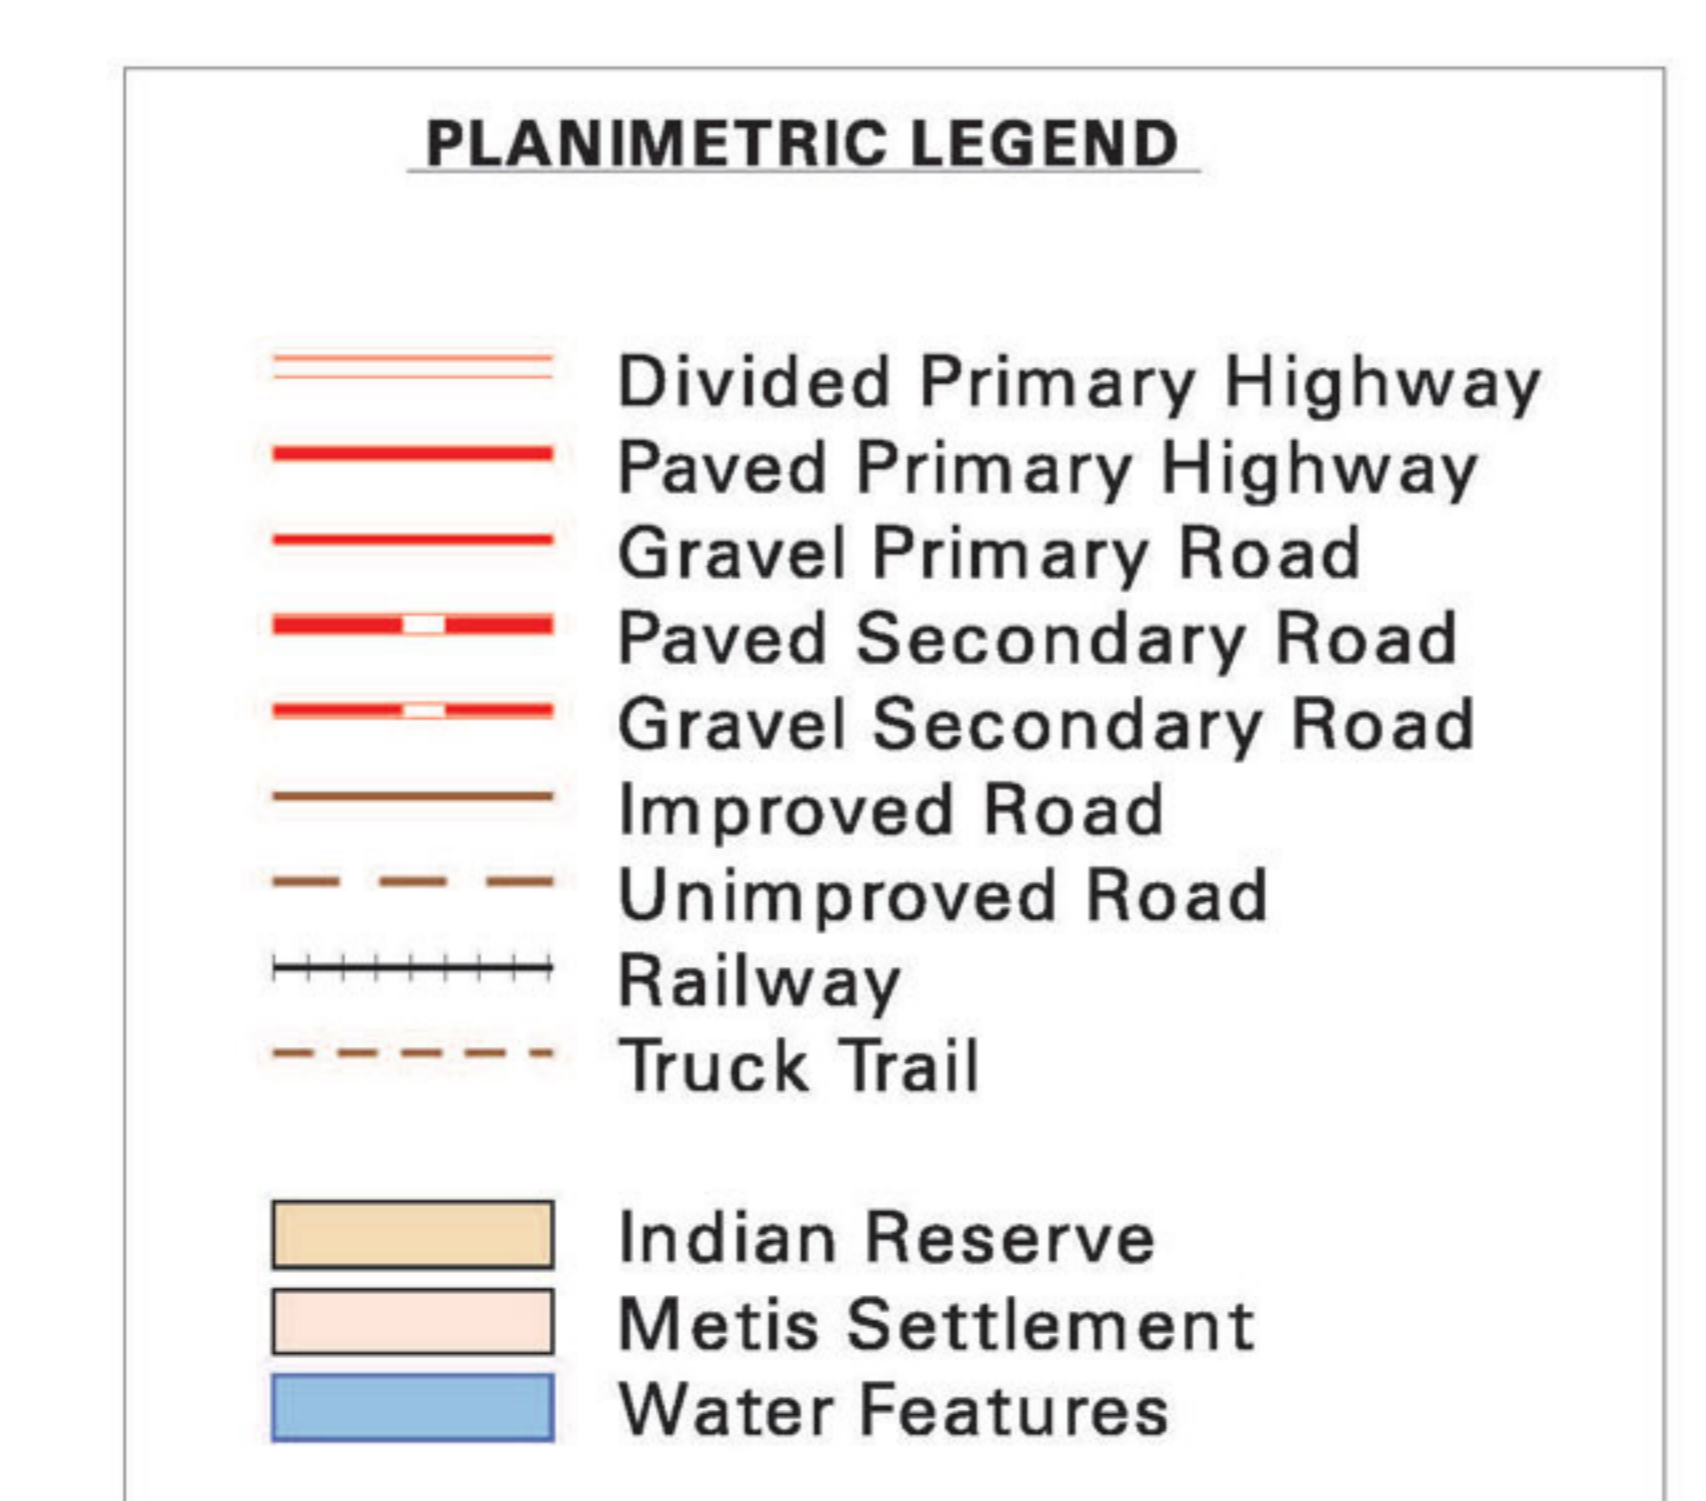 PLANIMETRIC LEGEND
Divided Primary Highway
Paved Primary Highway
Gravel Primary Road
Paved Secondary Road
Gravel Secondary Road
Improved Road
Unimproved Road
Railway
Truck Trail
Indian Reserve
Metis Settlement
Water Features